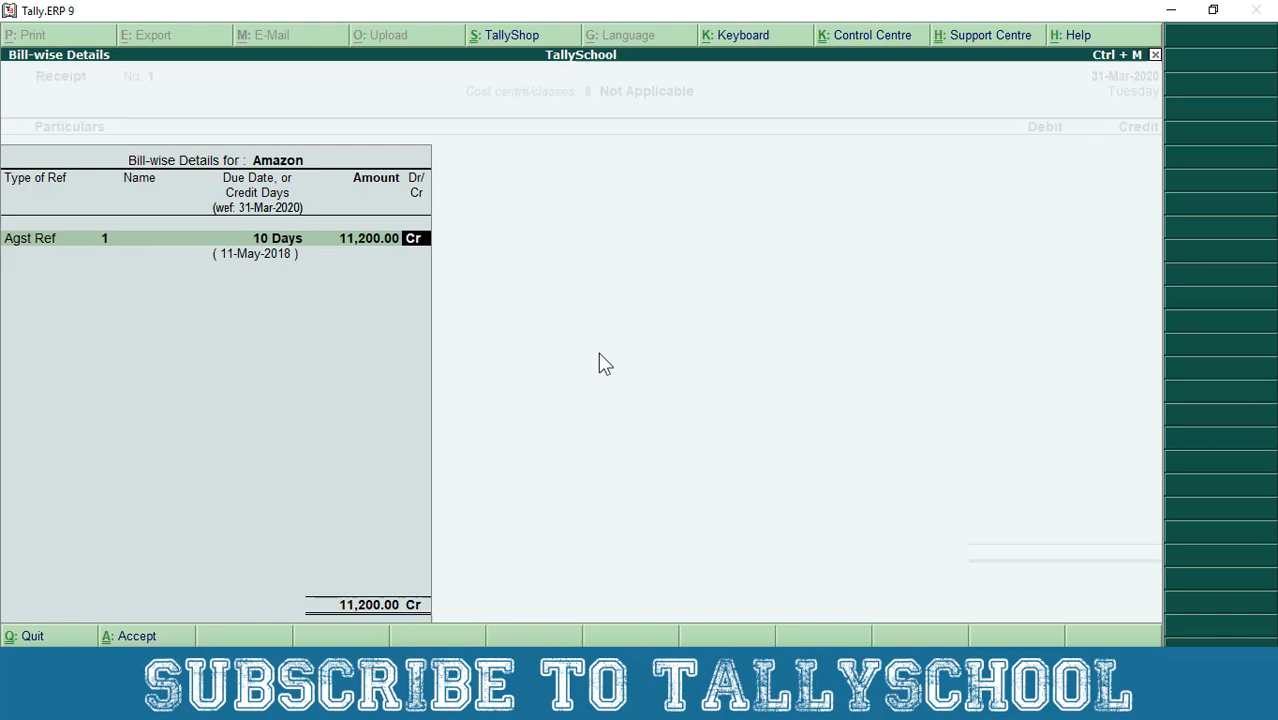 Tally.ERP 9
P: Print E: Export M: E-Mail O: Upload S: TallyShop G: Language K: Keyboard K: Control Centre H: Support Centre H: Help
Bill-wise Details TallySchool Ctrl + M
Receipt No. 1 31-Mar-2020
Cost centre/classes: Not Applicable Tuesday
Particulars Debit Credit
Bill-wise Details for : Amazon
Type of Ref Name Due Date, or Amount Dr/
Credit Days Cr
(wef: 31-Mar-2020)
Agst Ref 1 10 Days 11,200.00 Cr
( 11-May-2018 )
11,200.00 Cr
Q: Quit A: Accept
SUBSCRIBE TO TALLYSCHOOL